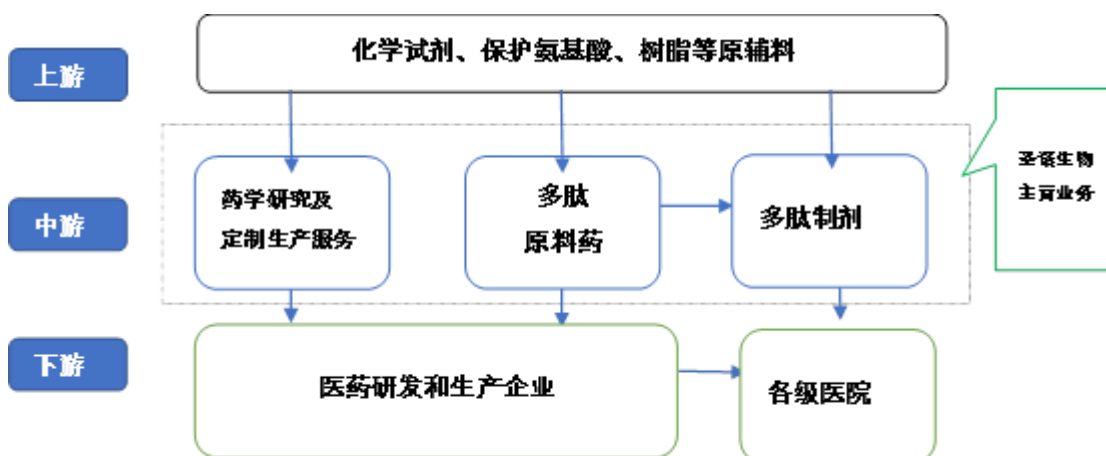 化学试剂、保护氨基酸、树脂等原辅料
上游
圣诺生物
主营业务
中游
药学研究及
定制生产服务
多肽
原料药
多肽制剂
下游
医药研发和生产企业
各级医院